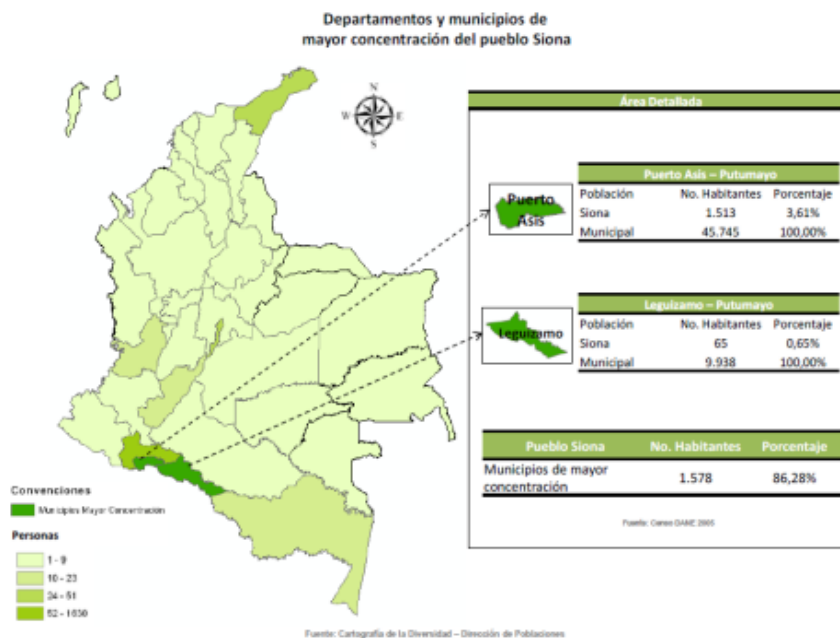 Departamentos y municipios de
mayor concentración del pueblo Siona
N
W E
S
Área Detallada
Puerto Asís
Puerto Asís – Putumayo
Población No. Habitantes Porcentaje
Siona 1.513 3,61%
Municipal 45.745 100,00%
Leguizamo
Leguizamo – Putumayo
Población No. Habitantes Porcentaje
Siona 65 0,65%
Municipal 9.938 100,00%
Pueblo Siona No. Habitantes Porcentaje
Municipios de mayor
concentración 1.578 86,28%
Fuente: Censo DANE 2005
Convenciones
Municipios Mayor Concentración
Personas
1 - 9
10 - 23
24 - 51
52 - 1630
Fuente: Cartografía de la Diversidad – Dirección de Poblaciones